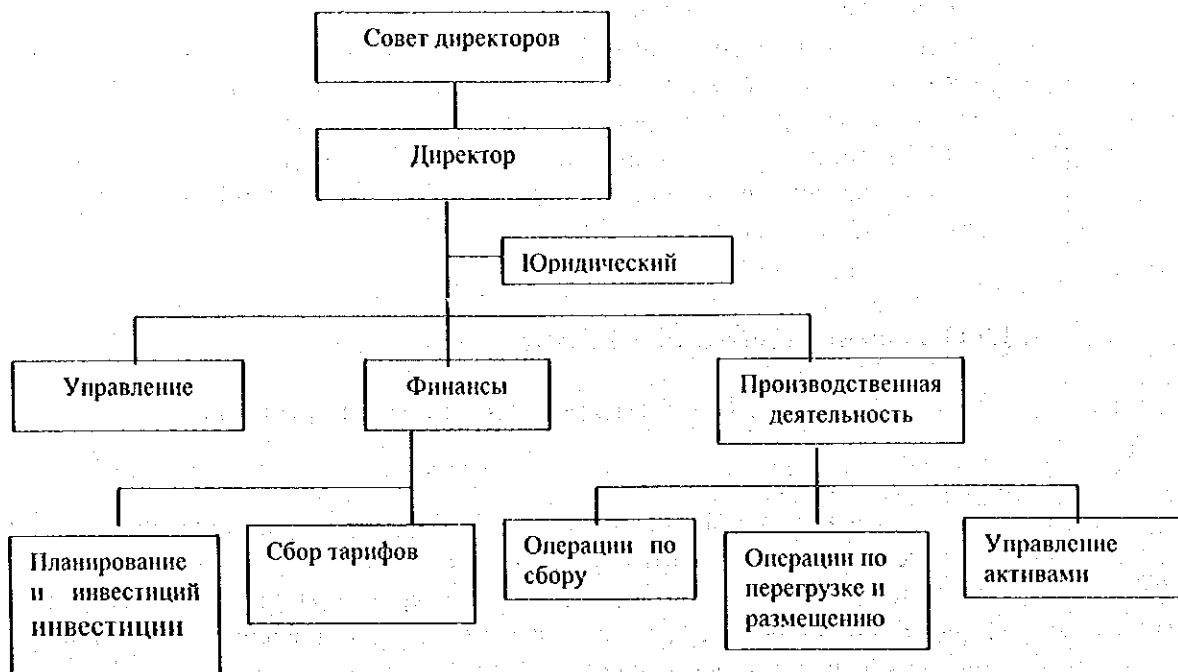 Совет директоров
Директор
Юридический
Управление
Финансы
Производственная
деятельность
Планирование
и инвестиций
инвестиции
Сбор тарифов
Операции по
сбору
Операции по
перегрузке и
размещению
Управление
активами